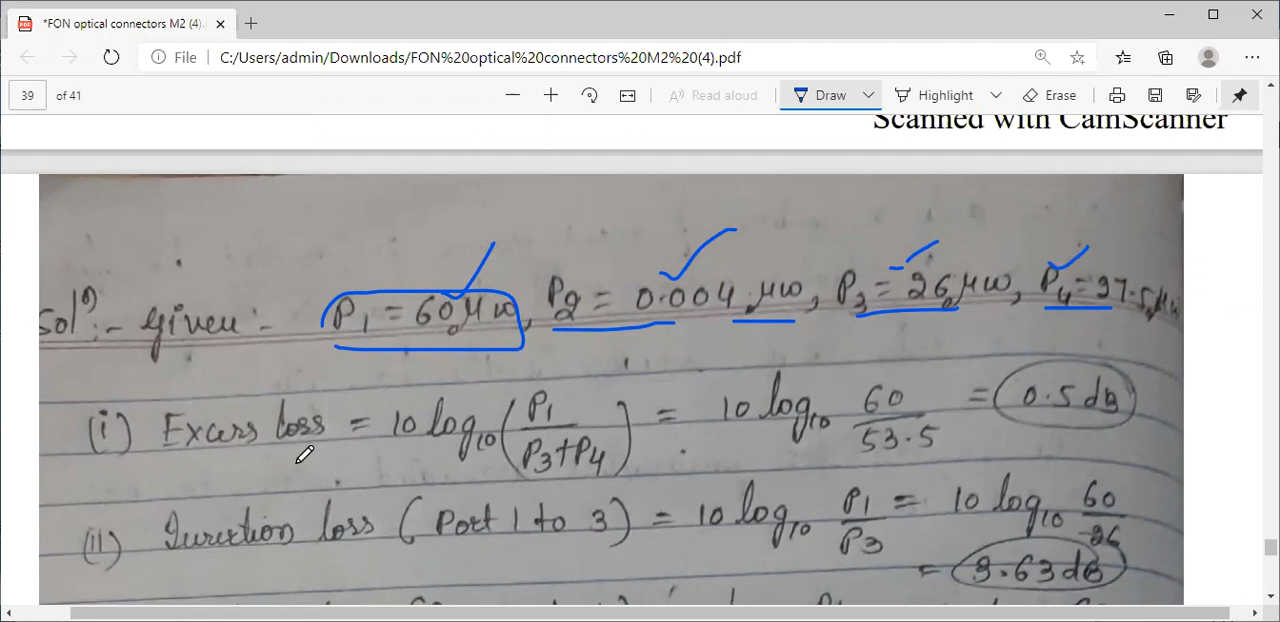 *FON optical connectors M2 (4).
File C:/Users/admin/Downloads/FON%20optical%20connectors%20M2%20(4).pdf
39 of 41 Read aloud Draw Highlight Erase
Scanned with CamScanner
Solⁿ:- Given:- P₁ = 60 μw, P₂ = 0.004 μw, P₃ = 26 μw, P₄ = 27.5 μw
(i) Excess loss = 10 log₁₀ (P₁ / P₃+P₄) = 10 log₁₀ 60 / 53.5 = 0.5 dB
(ii) Insertion loss (Port 1 to 3) = 10 log₁₀ P₁ / P₃ = 10 log₁₀ 60 / 26
= 3.63 dB